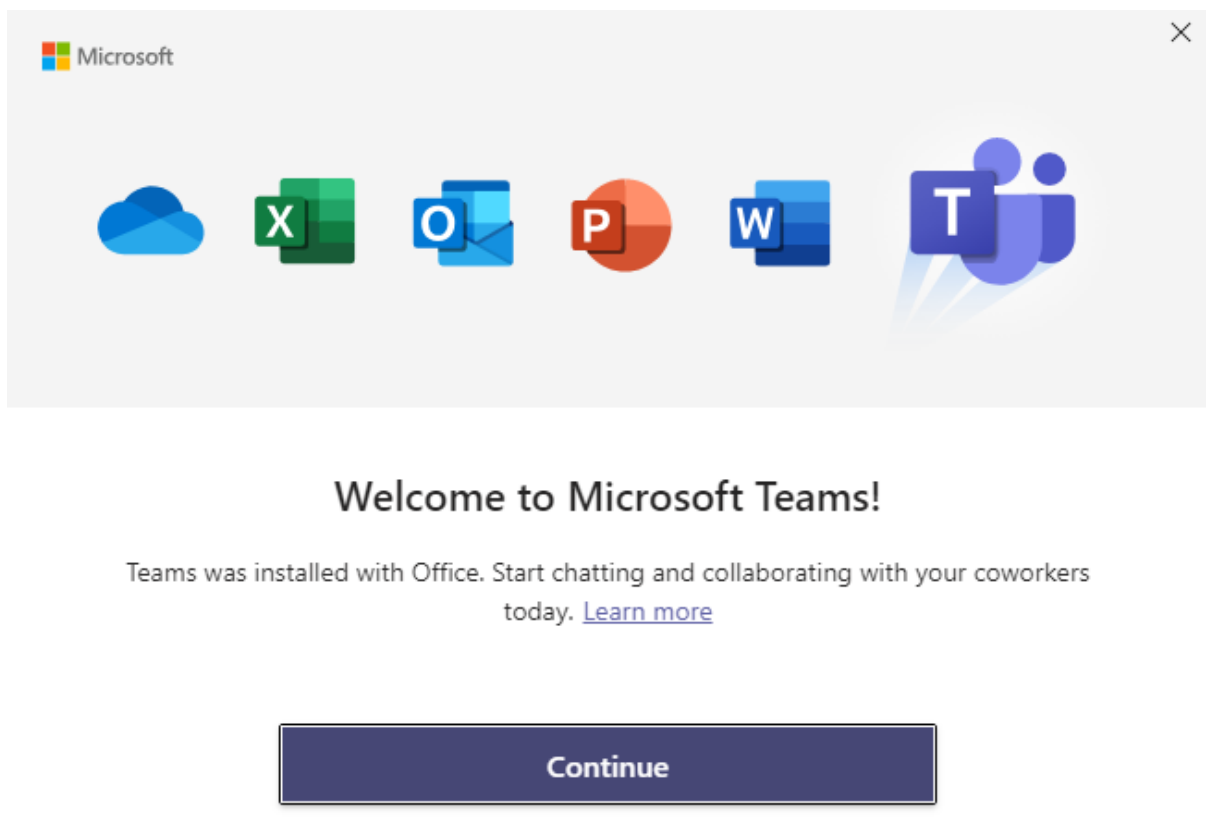 Microsoft
X
O
P
W
T
Welcome to Microsoft Teams!
Teams was installed with Office. Start chatting and collaborating with your coworkers
today. Learn more
Continue